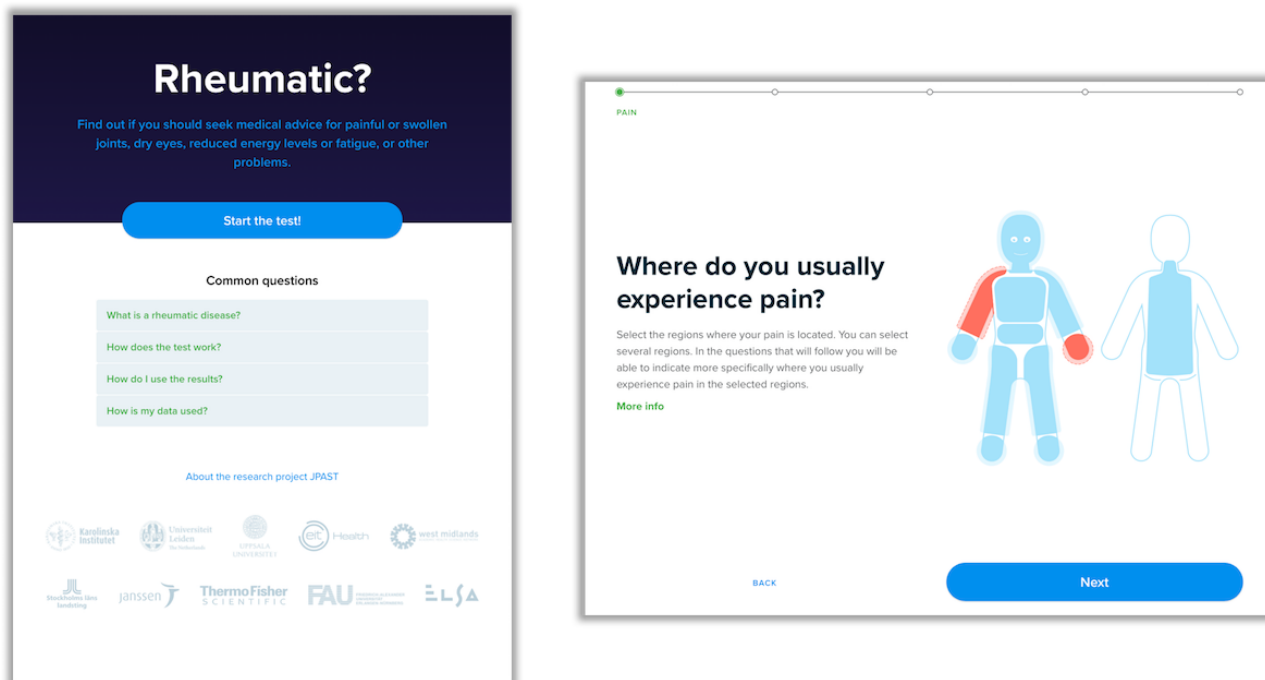 Rheumatic?
Find out if you should seek medical advice for painful or swollen
joints, dry eyes, reduced energy levels or fatigue, or other
problems.
Start the test!
Common questions
What is a rheumatic disease?
How does the test work?
How do I use the results?
How is my data used?
About the research project JPAST
Karolinska
Institutet
Universiteit
Leiden
The Netherlands
UPPSALA
UNIVERSITET
eit Health
west midlands
Stockholms läns
landsting
janssen
ThermoFisher
SCIENTIFIC
FAU
ELSA
PAIN
Where do you usually
experience pain?
Select the regions where your pain is located. You can select
several regions. In the questions that will follow you will be
able to indicate more specifically where you usually
experience pain in the selected regions.
More info
BACK
Next